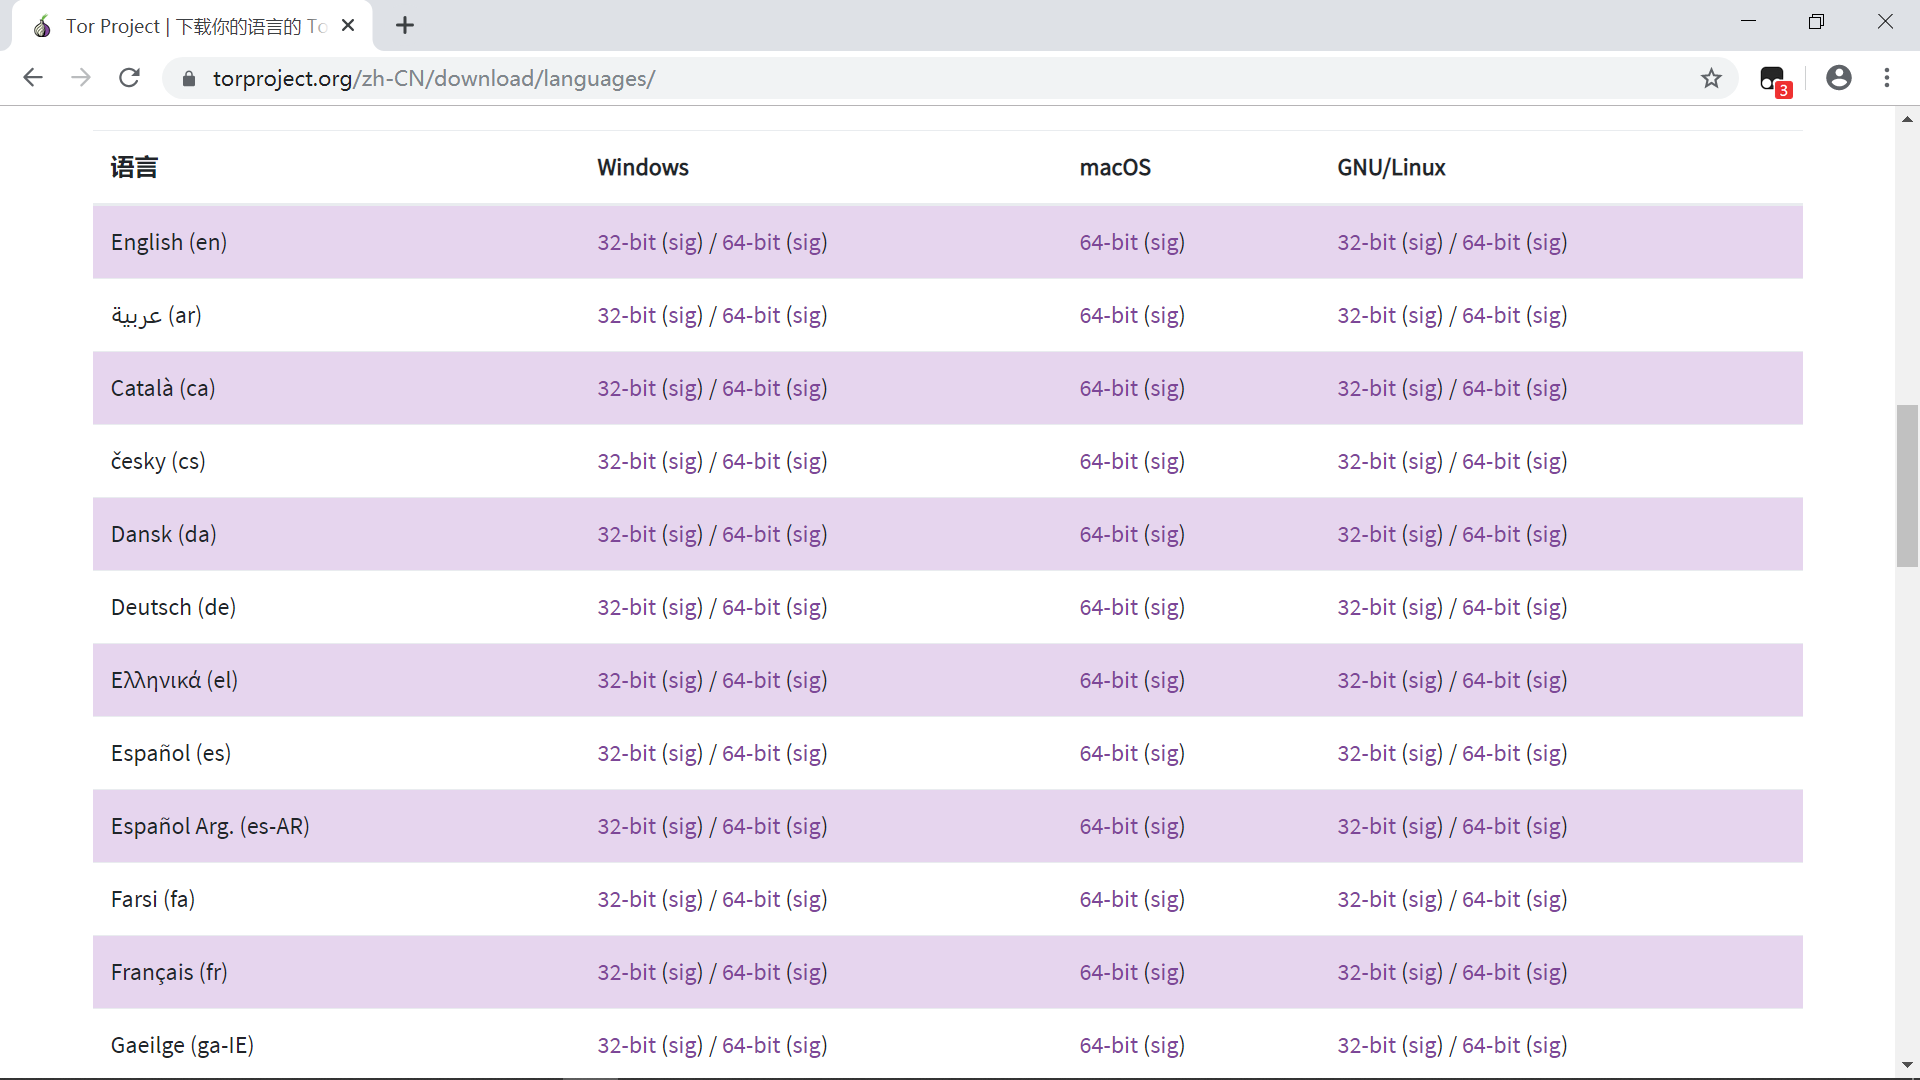 Tor Project | 下载你的语言的 To
torproject.org/zh-CN/download/languages/
3
语言 Windows macOS GNU/Linux
English (en) 32-bit (sig) / 64-bit (sig) 64-bit (sig) 32-bit (sig) / 64-bit (sig)
عربية (ar) 32-bit (sig) / 64-bit (sig) 64-bit (sig) 32-bit (sig) / 64-bit (sig)
Català (ca) 32-bit (sig) / 64-bit (sig) 64-bit (sig) 32-bit (sig) / 64-bit (sig)
česky (cs) 32-bit (sig) / 64-bit (sig) 64-bit (sig) 32-bit (sig) / 64-bit (sig)
Dansk (da) 32-bit (sig) / 64-bit (sig) 64-bit (sig) 32-bit (sig) / 64-bit (sig)
Deutsch (de) 32-bit (sig) / 64-bit (sig) 64-bit (sig) 32-bit (sig) / 64-bit (sig)
Ελληνικά (el) 32-bit (sig) / 64-bit (sig) 64-bit (sig) 32-bit (sig) / 64-bit (sig)
Español (es) 32-bit (sig) / 64-bit (sig) 64-bit (sig) 32-bit (sig) / 64-bit (sig)
Español Arg. (es-AR) 32-bit (sig) / 64-bit (sig) 64-bit (sig) 32-bit (sig) / 64-bit (sig)
Farsi (fa) 32-bit (sig) / 64-bit (sig) 64-bit (sig) 32-bit (sig) / 64-bit (sig)
Français (fr) 32-bit (sig) / 64-bit (sig) 64-bit (sig) 32-bit (sig) / 64-bit (sig)
Gaeilge (ga-IE) 32-bit (sig) / 64-bit (sig) 64-bit (sig) 32-bit (sig) / 64-bit (sig)